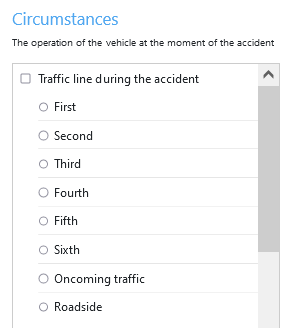 Circumstances
The operation of the vehicle at the moment of the accident
Traffic line during the accident
First
Second
Third
Fourth
Fifth
Sixth
Oncoming traffic
Roadside